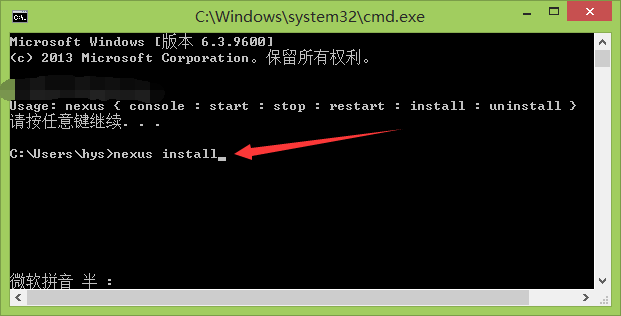 C:\Windows\system32\cmd.exe
Microsoft Windows [版本 6.3.9600]
(c) 2013 Microsoft Corporation。保留所有权利。
Usage: nexus { console : start : stop : restart : install : uninstall }
请按任意键继续. . .
C:\Users\hys>nexus install
微软拼音 半 :